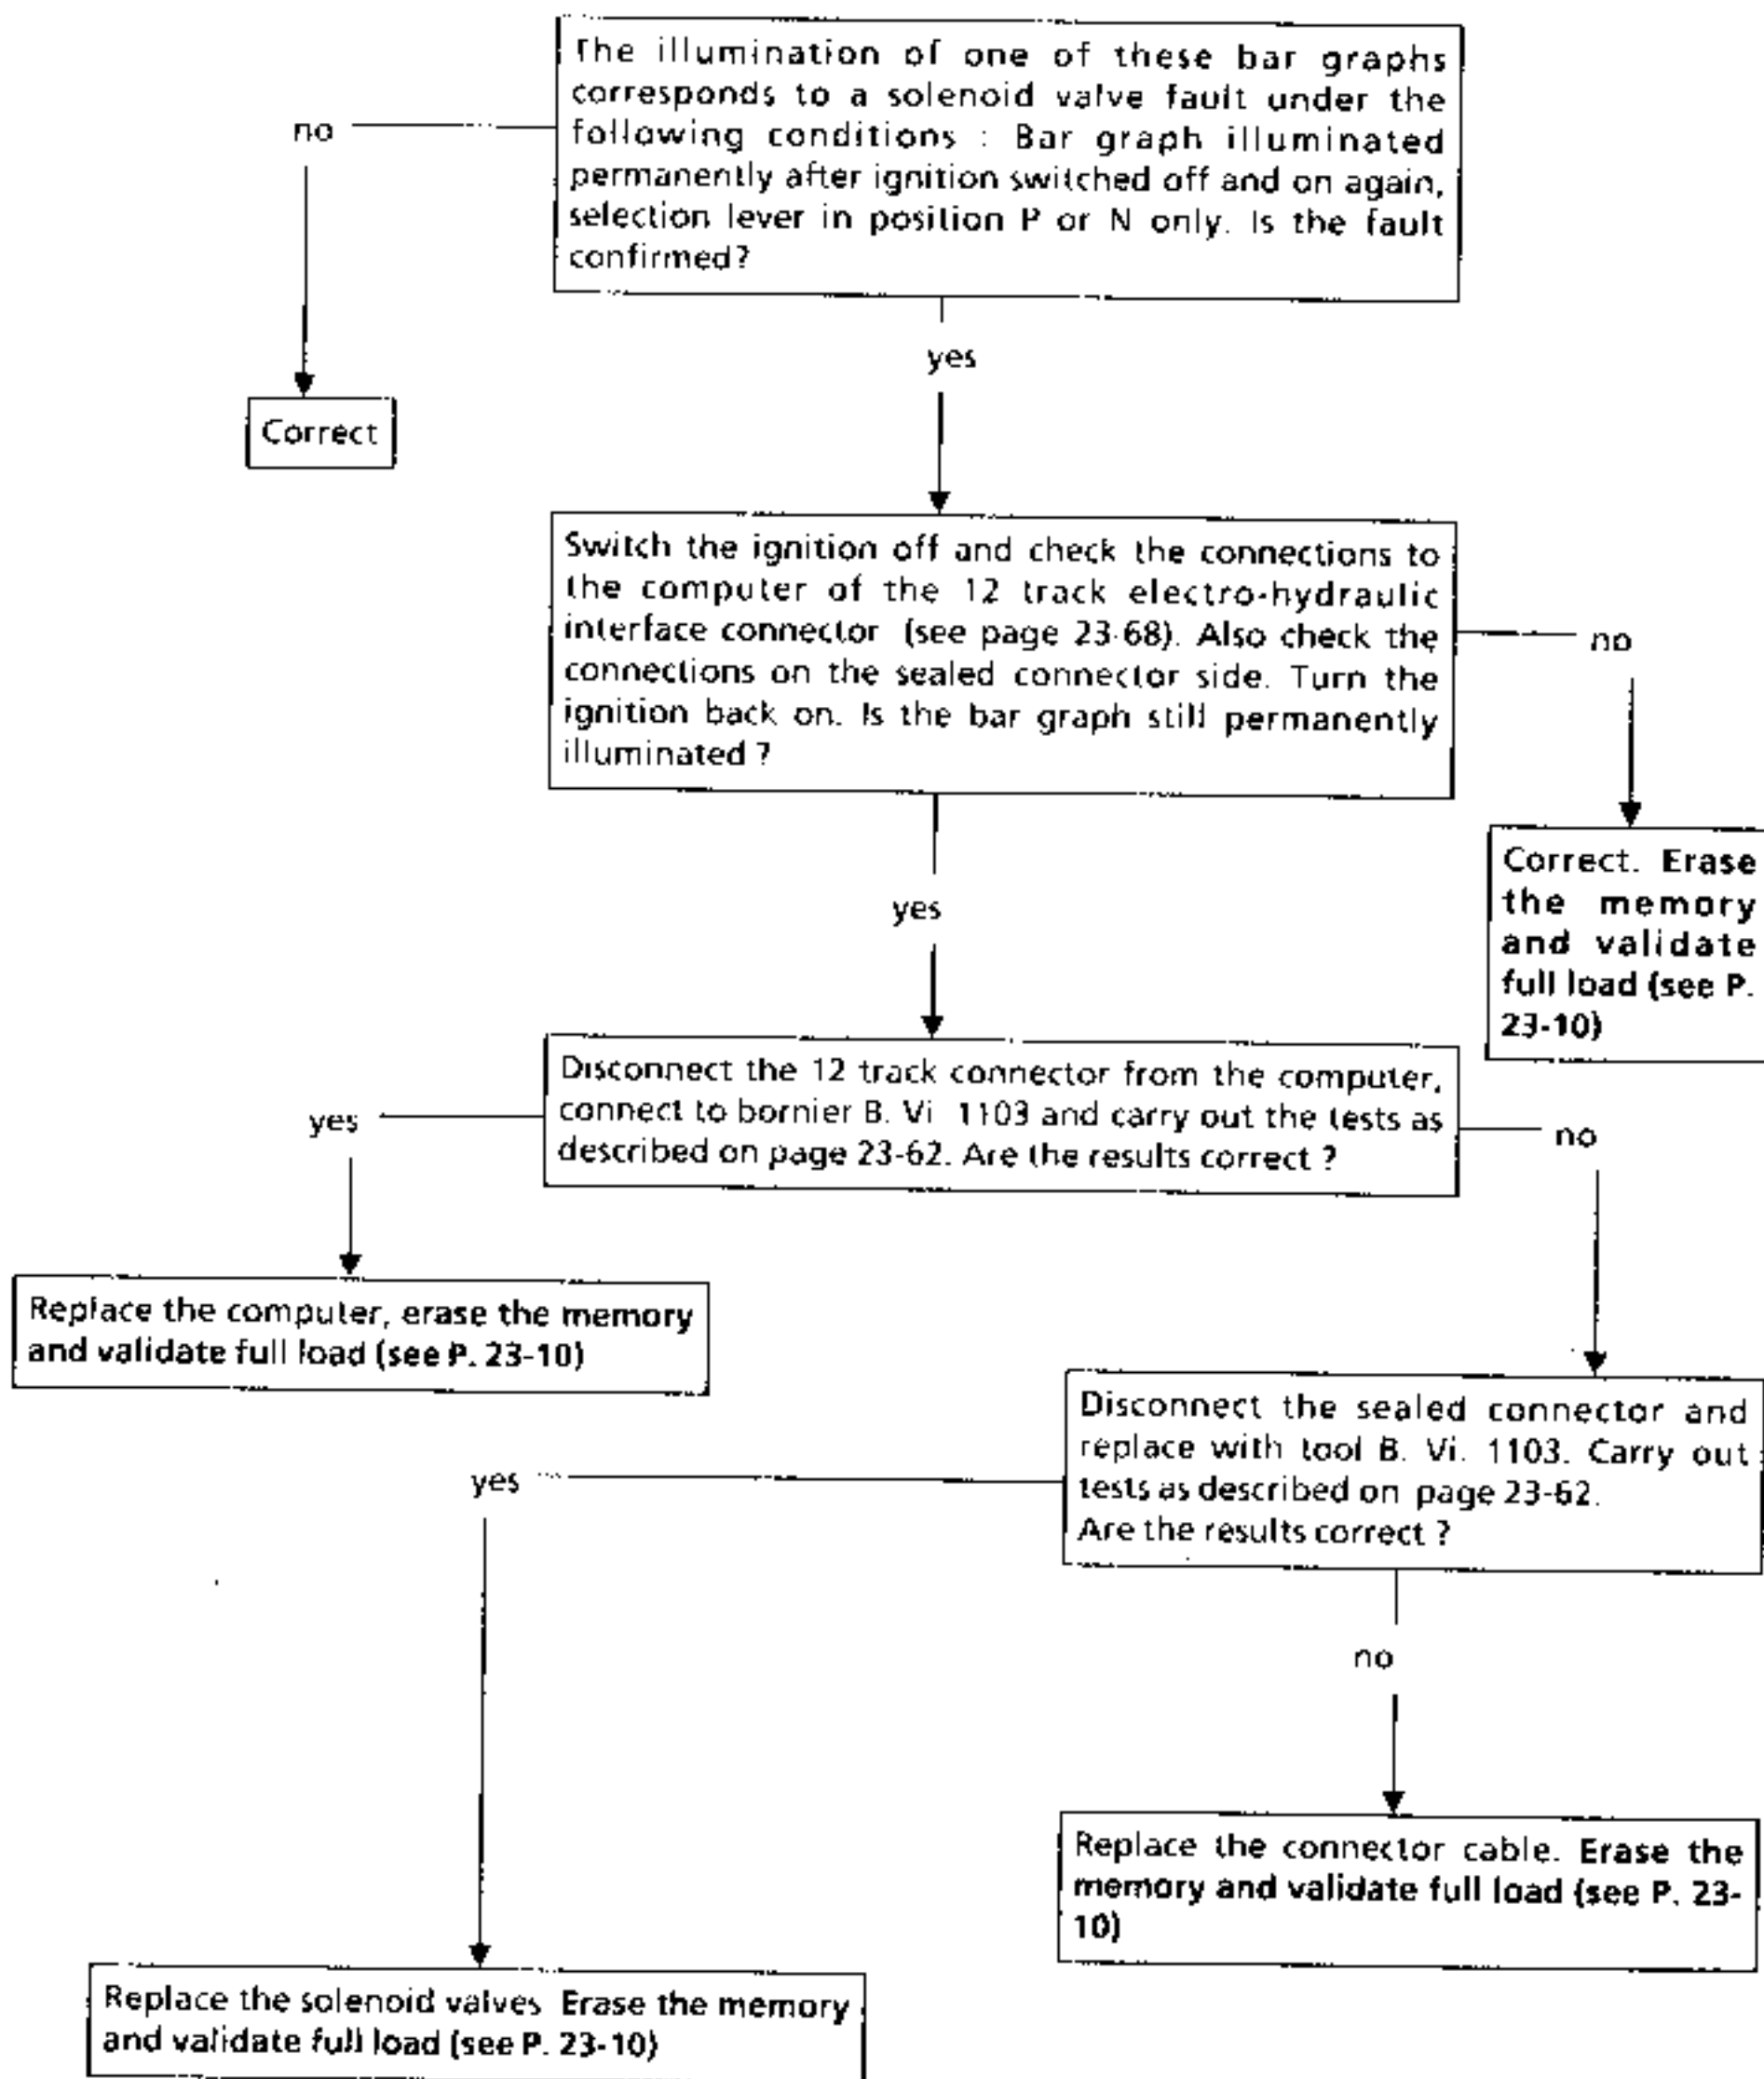 The illumination of one of these bar graphs
corresponds to a solenoid valve fault under the
following conditions : Bar graph illuminated
permanently after ignition switched off and on again,
selection lever in position P or N only. Is the fault
confirmed?
no
yes
Correct
Switch the ignition off and check the connections to
the computer of the 12 track electro-hydraulic
interface connector (see page 23-68). Also check the
connections on the sealed connector side. Turn the
ignition back on. Is the bar graph still permanently
illuminated ?
no
yes
Correct. Erase
the memory
and validate
full load (see P.
23-10)
Disconnect the 12 track connector from the computer,
connect to bornier B. Vi 1103 and carry out the tests as
described on page 23-62. Are the results correct ?
yes
no
Replace the computer, erase the memory
and validate full load (see P. 23-10)
Disconnect the sealed connector and
replace with tool B. Vi. 1103. Carry out
tests as described on page 23-62.
Are the results correct ?
yes
no
Replace the connector cable. Erase the
memory and validate full load (see P. 23-
10)
Replace the solenoid valves Erase the memory
and validate full load (see P. 23-10)